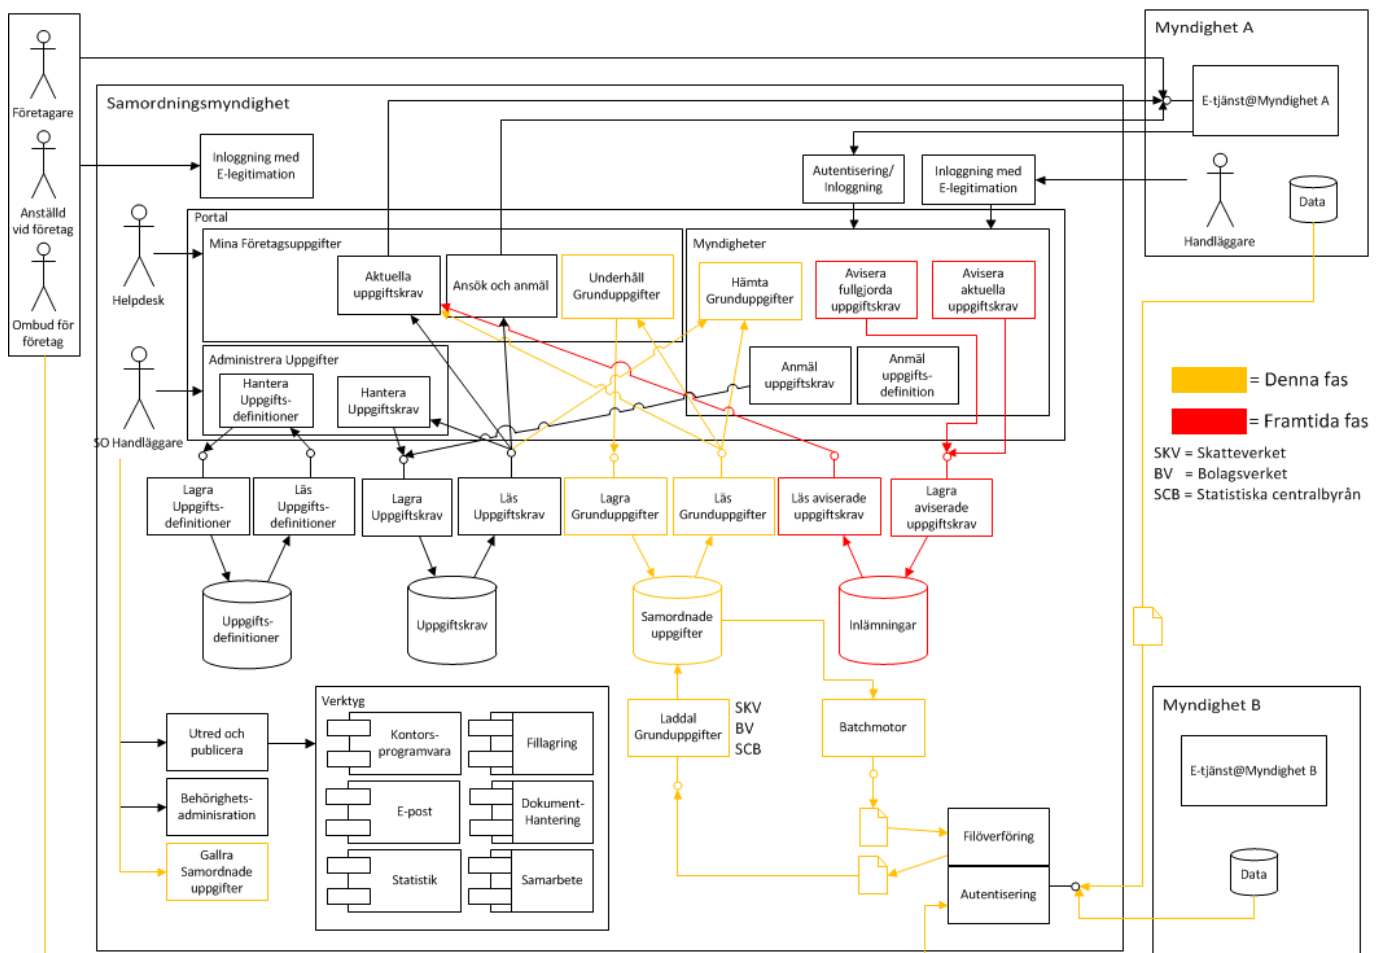 Företagare
Anställd
vid företag
Ombud för
företag
Samordningsmyndighet
Inloggning med
E-legitimation
Helpdesk
SO Handläggare
Portal
Mina Företagsuppgifter
Aktuella
uppgiftskrav
Ansök och anmäl
Underhåll
Grunduppgifter
Administrera Uppgifter
Hantera
Uppgifts-
definitioner
Hantera
Uppgiftskrav
Autentisering/
Inloggning
Inloggning med
E-legitimation
Myndigheter
Hämta
Grunduppgifter
Avisera
fullgjorda
uppgiftskrav
Avisera
aktuella
uppgiftskrav
Anmäl
uppgiftskrav
Anmäl
uppgifts-
definition
Myndighet A
E-tjänst@Myndighet A
Handläggare
Data
= Denna fas
= Framtida fas
SKV = Skatteverket
BV = Bolagsverket
SCB = Statistiska centralbyrån
Lagra
Uppgifts-
definitioner
Läs
Uppgifts-
definitioner
Lagra
Uppgiftskrav
Läs
Uppgiftskrav
Lagra
Grunduppgifter
Läs
Grunduppgifter
Läs aviserade
uppgiftskrav
Lagra
aviserade
uppgiftskrav
Uppgifts-
definitioner
Uppgiftskrav
Samordnade
uppgifter
Inlämningar
Utred och
publicera
Behörighets-
adminisration
Gallra
Samordnade
uppgifter
Verktyg
Kontors-
programvara
Fillagring
E-post
Dokument-
Hantering
Statistik
Samarbete
Laddal
Grunduppgifter
SKV
BV
SCB
Batchmotor
Filöverföring
Autentisering
Myndighet B
E-tjänst@Myndighet B
Data